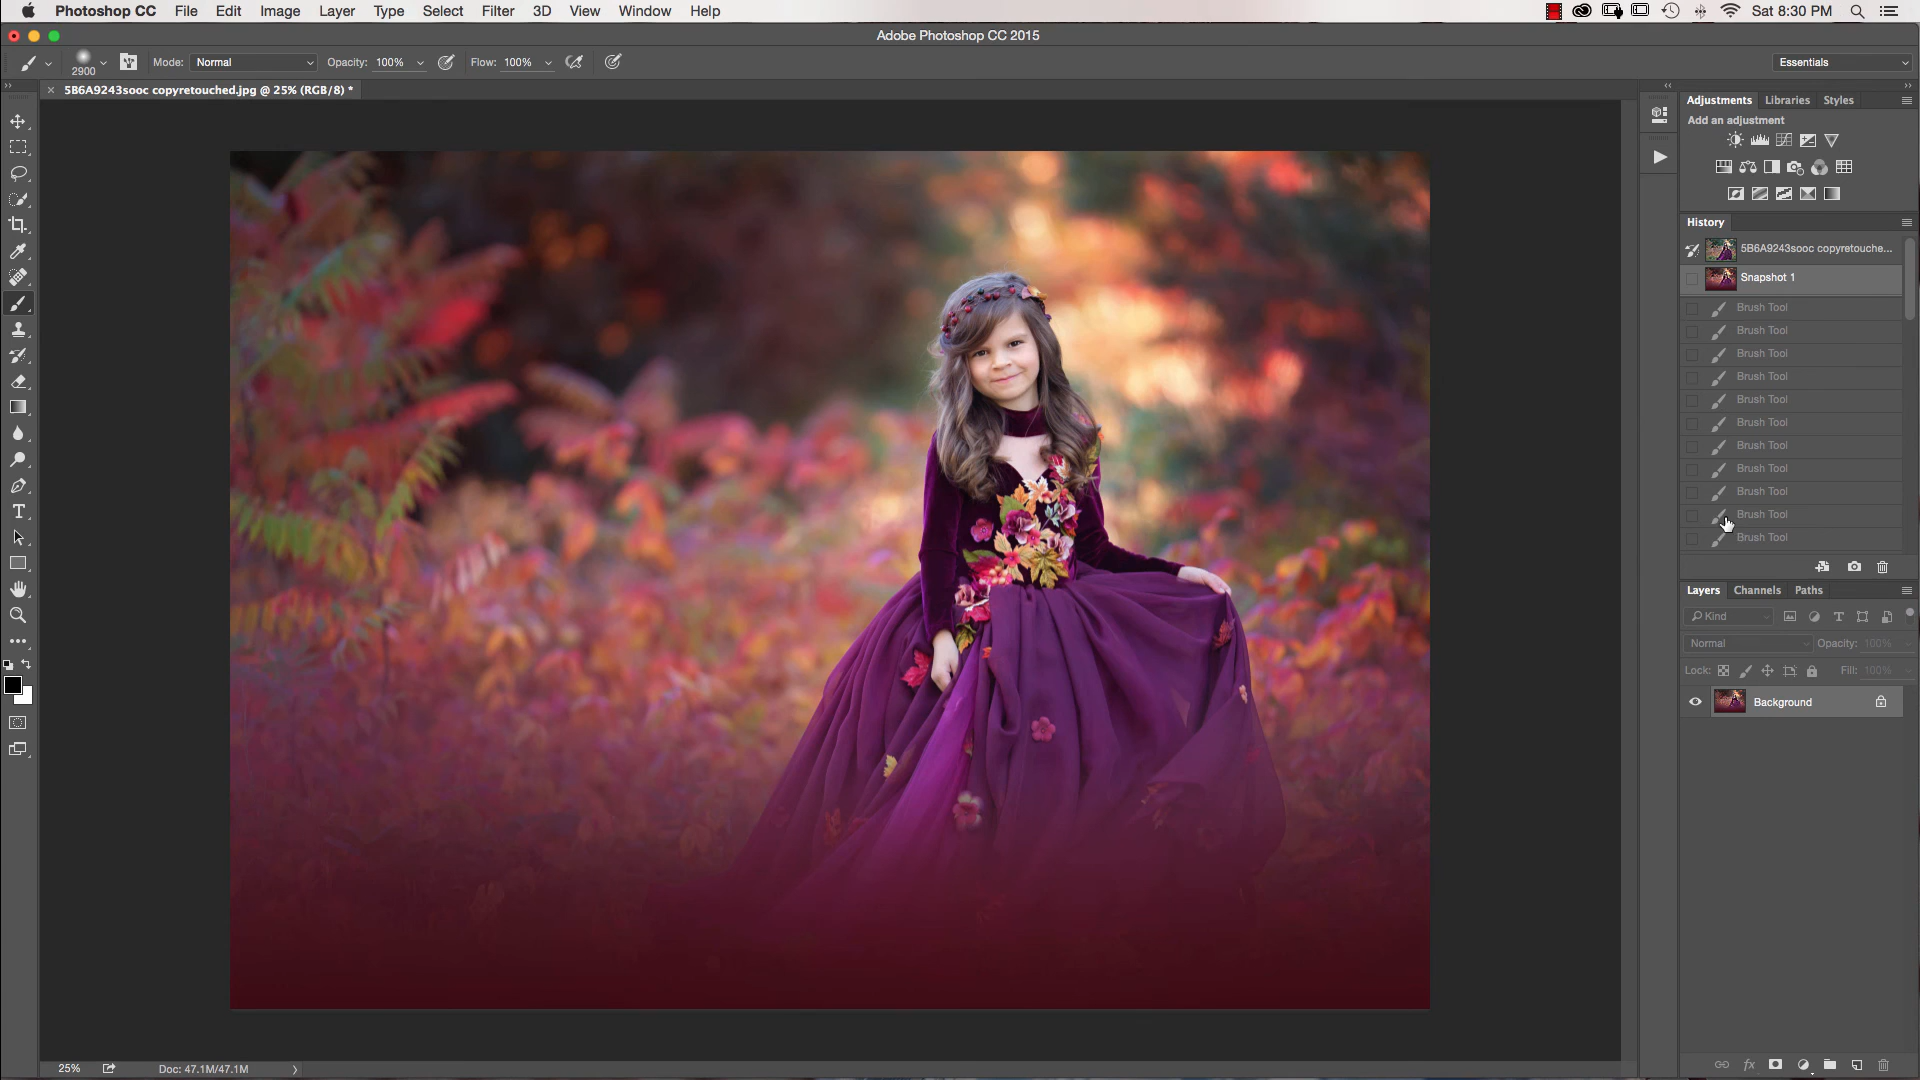 Photoshop CC File Edit Image Layer Type Select Filter 3D View Window Help Sat 8:30 PM
Adobe Photoshop CC 2015
2900 Mode: Normal Opacity: 100% Flow: 100% Essentials
5B6A9243sooc copyretouched.jpg @ 25% (RGB/8) *
Adjustments Libraries Styles
Add an adjustment
History
5B6A9243sooc copyretouche...
Snapshot 1
Brush Tool
Brush Tool
Brush Tool
Brush Tool
Brush Tool
Brush Tool
Brush Tool
Brush Tool
Brush Tool
Brush Tool
Brush Tool
Layers Channels Paths
Kind
Normal Opacity: 100%
Lock: Fill: 100%
Background
25% Doc: 47.1M/47.1M